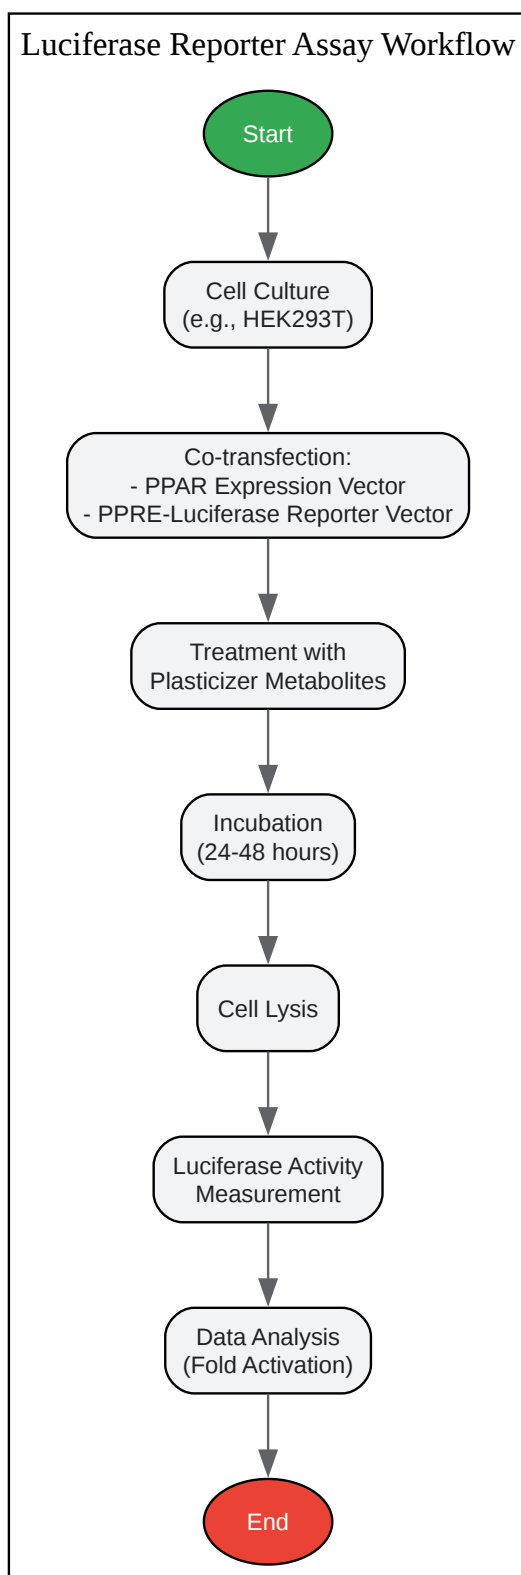 Luciferase Reporter Assay Workflow
Start
Cell Culture
(e.g., HEK293T)
Co-transfection:
- PPAR Expression Vector
- PPRE-Luciferase Reporter Vector
Treatment with
Plasticizer Metabolites
Incubation
(24-48 hours)
Cell Lysis
Luciferase Activity
Measurement
Data Analysis
(Fold Activation)
End